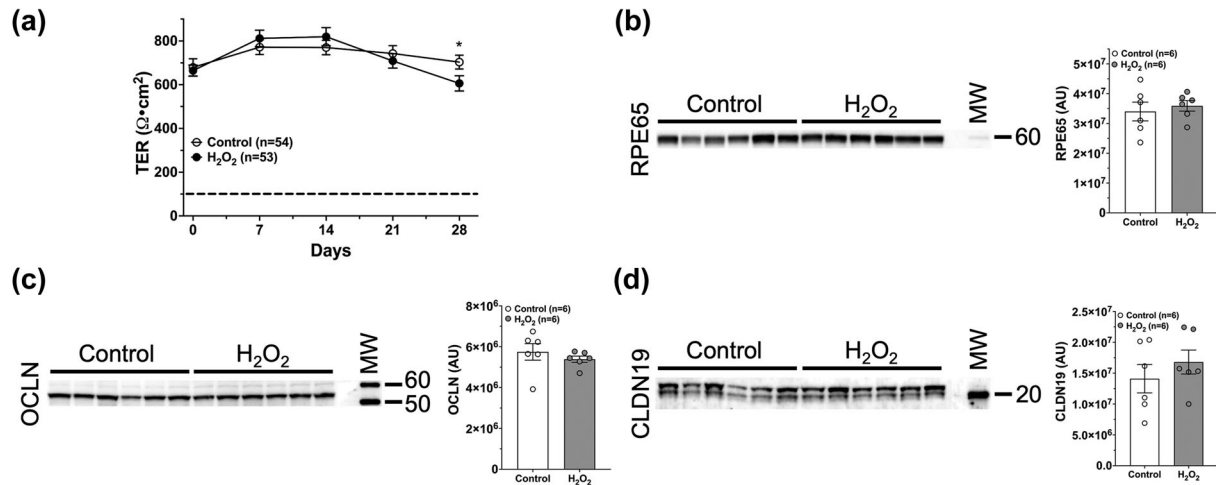 (a)
TER (Ω•cm²)
800
600
400
200
0
0 7 14 21 28
Days
*
Control (n=54)
H₂O₂ (n=53)
(b)
RPE65
Control
H₂O₂
MW
60
RPE65 (AU)
5×10⁷
4×10⁷
3×10⁷
2×10⁷
1×10⁷
0
Control (n=6)
H₂O₂ (n=6)
Control H₂O₂
(c)
OCLN
Control
H₂O₂
MW
60
50
OCLN (AU)
8×10⁶
6×10⁶
4×10⁶
2×10⁶
0
Control (n=6)
H₂O₂ (n=6)
Control H₂O₂
(d)
CLDN19
Control
H₂O₂
MW
20
CLDN19 (AU)
2.5×10⁷
2.0×10⁷
1.5×10⁷
1.0×10⁷
5.0×10⁶
0.0
Control (n=6)
H₂O₂ (n=6)
Control H₂O₂